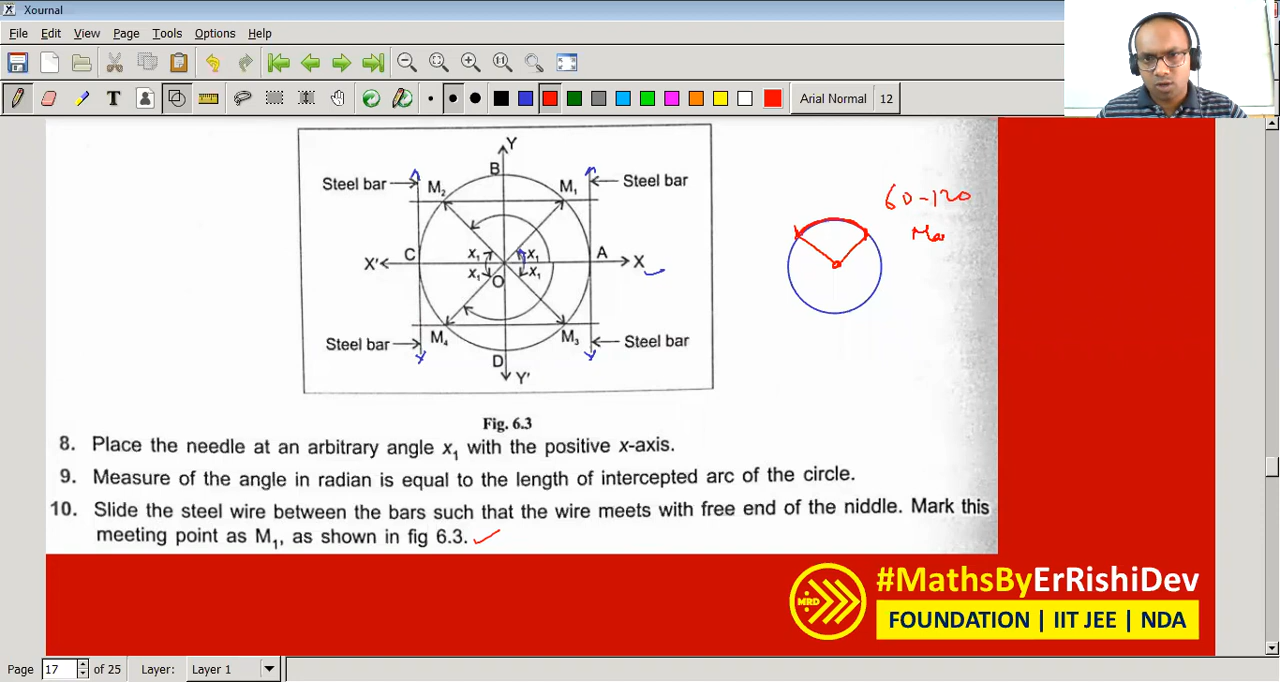 Xournal
File Edit View Page Tools Options Help
Arial Normal 12
Y
B
Steel bar
M₂
M₁
Steel bar
C
x₁
x₁
A
X'
X
x₁
x₁
O
Steel bar
M₄
M₃
Steel bar
D
Y'
60-120
Fig. 6.3
8. Place the needle at an arbitrary angle x₁ with the positive x-axis.
9. Measure of the angle in radian is equal to the length of intercepted arc of the circle.
10. Slide the steel wire between the bars such that the wire meets with free end of the niddle. Mark this
meeting point as M₁, as shown in fig 6.3.
MRD
#MathsByErRishiDev
FOUNDATION | IIT JEE | NDA
Page 17 of 25 Layer: Layer 1